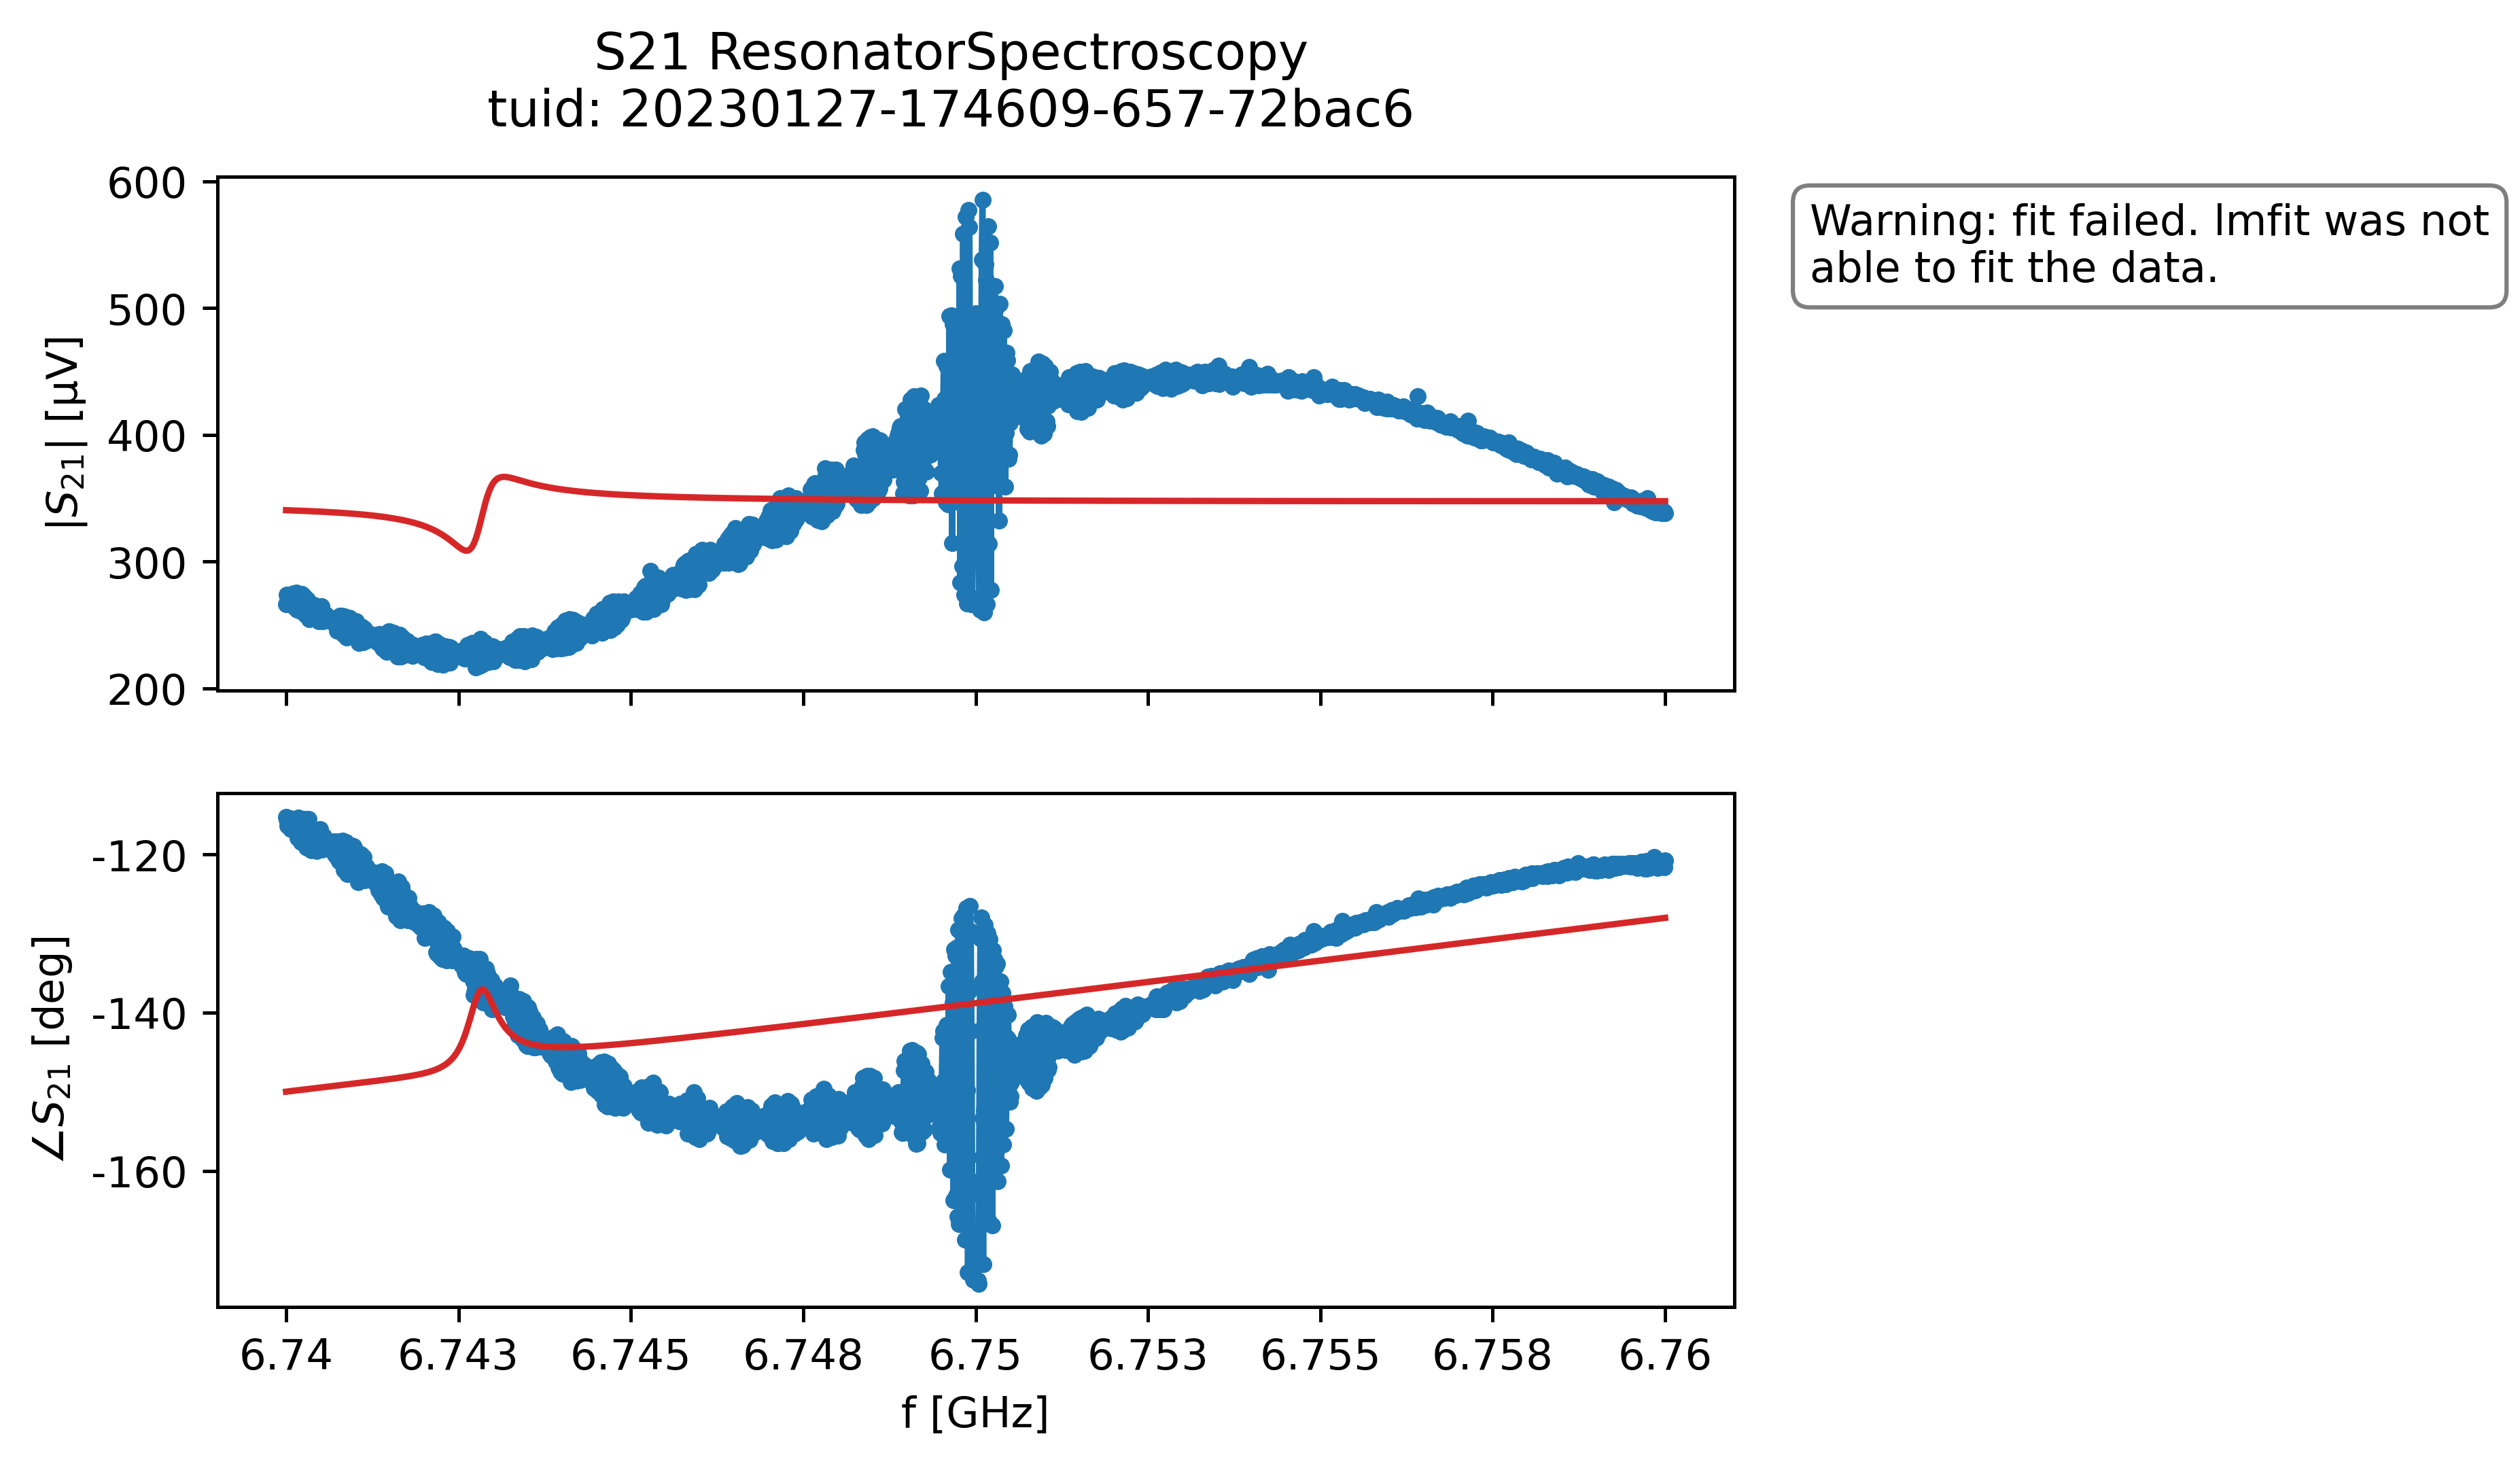 S21 ResonatorSpectroscopy
tuid: 20230127-174609-657-72bac6
600
500
400
300
200
|S₂₁| [µV]
Warning: fit failed. lmfit was not
able to fit the data.
-120
-140
-160
∠S₂₁ [deg]
6.74 6.743 6.745 6.748 6.75 6.753 6.755 6.758 6.76
f [GHz]